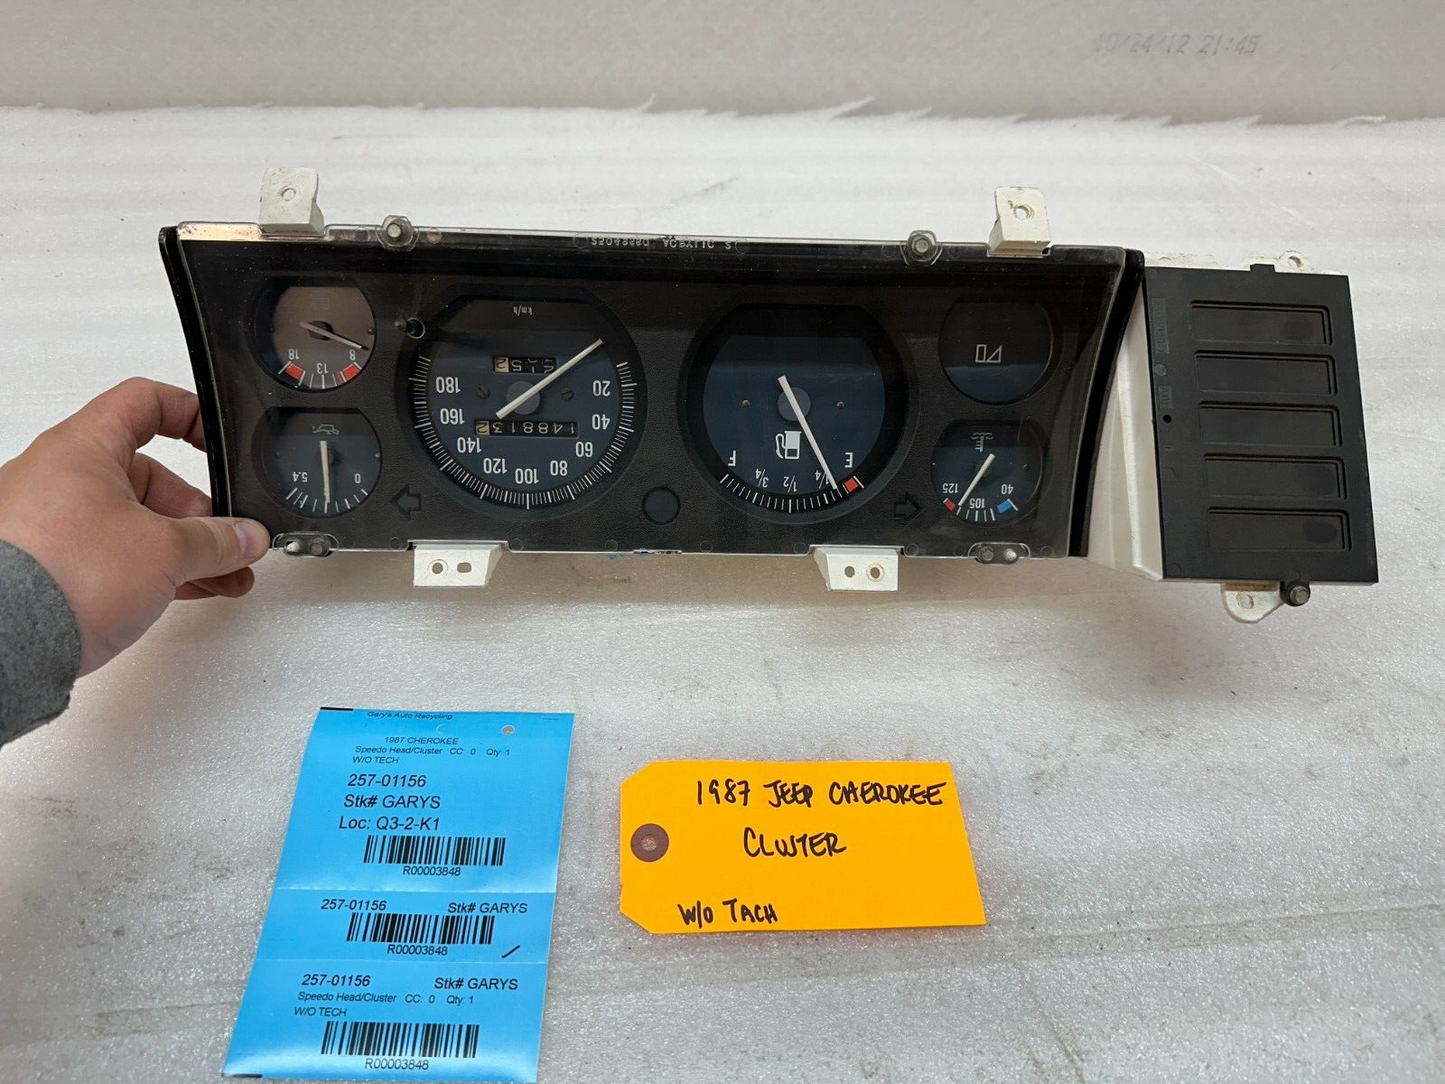 10/24/12 21:45
18
13
8
5.4
0
km/h
20
40
60
80
100
120
140
160
180
148813 2
F
3/4
1/2
1/4
E
125
105
40
Gary's Auto Recycling
1987 CHEROKEE
Speedo Head/Cluster CC: 0 Qty: 1
W/O TECH
257-01156
Stk# GARYS
Loc: Q3-2-K1
R00003848
257-01156 Stk# GARYS
R00003848
257-01156 Stk# GARYS
Speedo Head/Cluster CC: 0 Qty: 1
W/O TECH
R00003848
1987 JEEP CHEROKEE
CLUSTER
W/O TACH